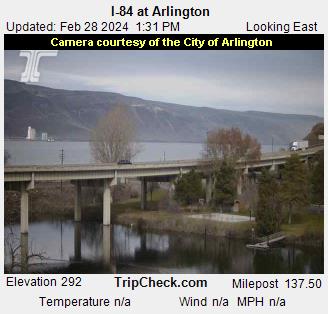 I-84 at Arlington
Updated: Feb 28 2024 1:31 PM Looking East
Camera courtesy of the City of Arlington
Elevation 292 TripCheck.com Milepost 137.50
Temperature n/a Wind n/a MPH n/a